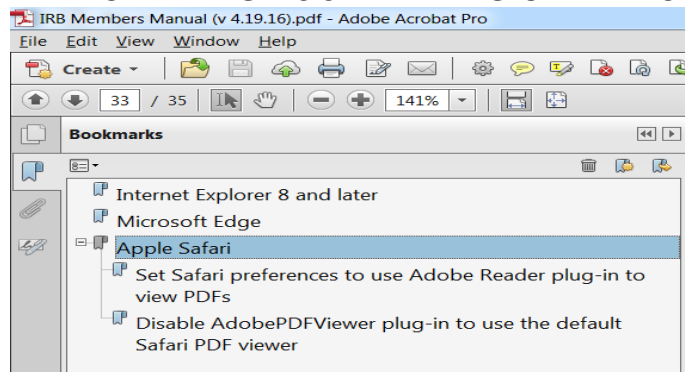 IRB Members Manual (v 4.19.16).pdf - Adobe Acrobat Pro
File Edit View Window Help
Create
33 / 35 141%
Bookmarks
Internet Explorer 8 and later
Microsoft Edge
Apple Safari
Set Safari preferences to use Adobe Reader plug-in to
view PDFs
Disable AdobePDFViewer plug-in to use the default
Safari PDF viewer